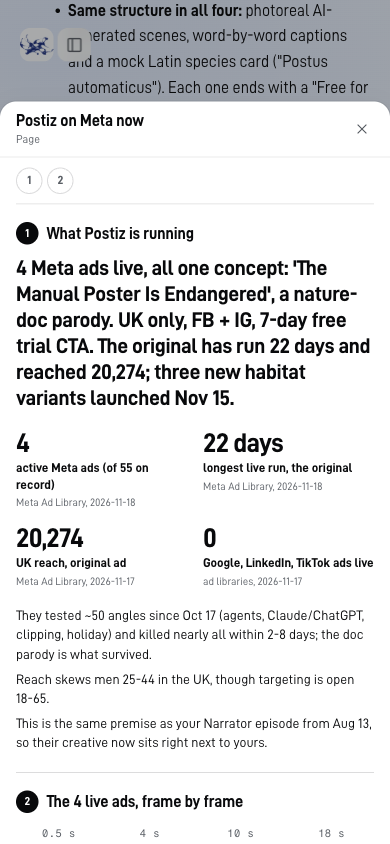 • Same structure in all four: photoreal AI-
generated scenes, word-by-word captions
and a mock Latin species card ("Postus
automaticus"). Each one ends with a "Free for
Postiz on Meta now
Page
1 2
1 What Postiz is running
4 Meta ads live, all one concept: 'The
Manual Poster Is Endangered', a nature-
doc parody. UK only, FB + IG, 7-day free
trial CTA. The original has run 22 days and
reached 20,274; three new habitat
variants launched Nov 15.
4
active Meta ads (of 55 on
record)
Meta Ad Library, 2026-11-18
22 days
longest live run, the original
Meta Ad Library, 2026-11-18
20,274
UK reach, original ad
Meta Ad Library, 2026-11-17
0
Google, LinkedIn, TikTok ads live
ad libraries, 2026-11-17
They tested ~50 angles since Oct 17 (agents, Claude/ChatGPT,
clipping, holiday) and killed nearly all within 2-8 days; the doc
parody is what survived.
Reach skews men 25-44 in the UK, though targeting is open
18-65.
This is the same premise as your Narrator episode from Aug 13,
so their creative now sits right next to yours.
2 The 4 live ads, frame by frame
0.5 s 4 s 10 s 18 s